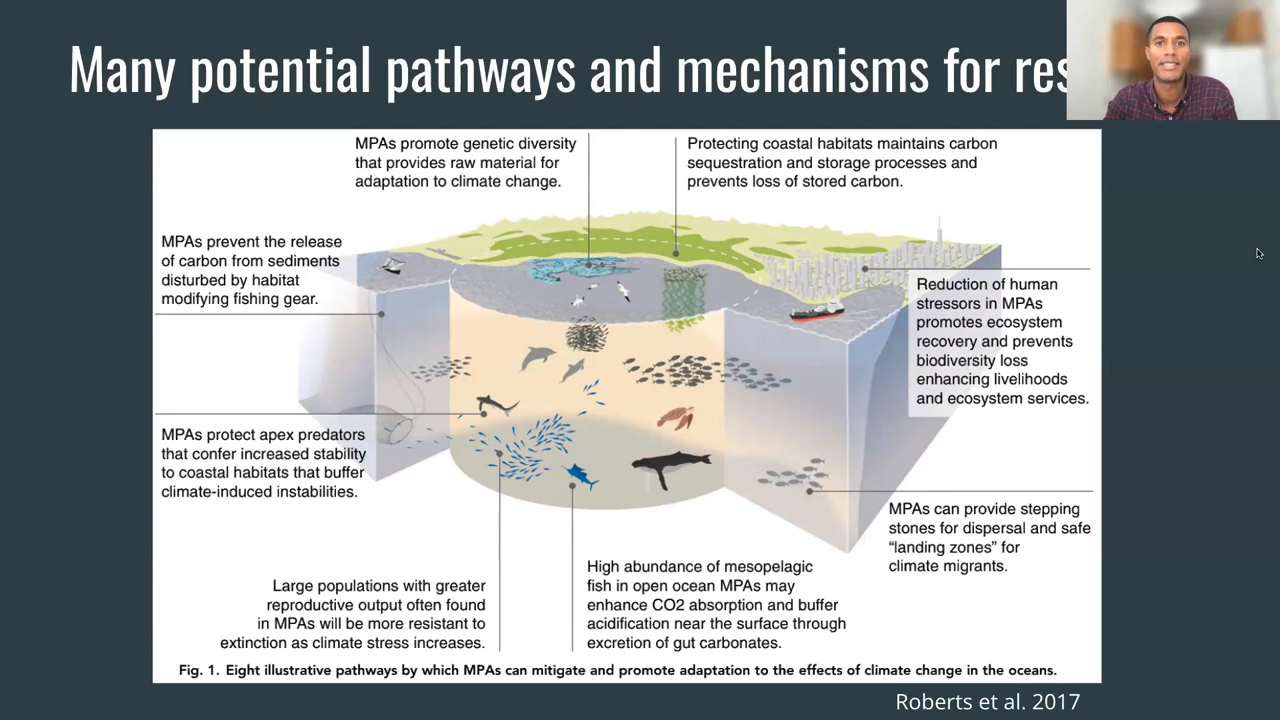 Many potential pathways and mechanisms for
MPAs promote genetic diversity
that provides raw material for
adaptation to climate change.
Protecting coastal habitats maintains carbon
sequestration and storage processes and
prevents loss of stored carbon.
MPAs prevent the release
of carbon from sediments
disturbed by habitat
modifying fishing gear.
Reduction of human
stressors in MPAs
promotes ecosystem
recovery and prevents
biodiversity loss
enhancing livelihoods
and ecosystem services.
MPAs protect apex predators
that confer increased stability
to coastal habitats that buffer
climate-induced instabilities.
MPAs can provide stepping
stones for dispersal and safe
“landing zones” for
climate migrants.
Large populations with greater
reproductive output often found
in MPAs will be more resistant to
extinction as climate stress increases.
High abundance of mesopelagic
fish in open ocean MPAs may
enhance CO2 absorption and buffer
acidification near the surface through
excretion of gut carbonates.
Fig. 1. Eight illustrative pathways by which MPAs can mitigate and promote adaptation to the effects of climate change in the oceans.
Roberts et al. 2017